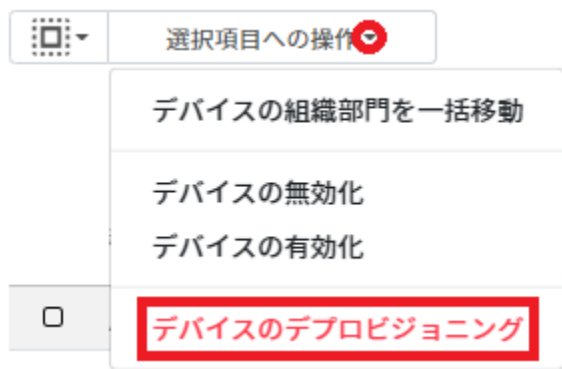 選択項目への操作
デバイスの組織部門を一括移動
デバイスの無効化
デバイスの有効化
デバイスのデプロビジョニング